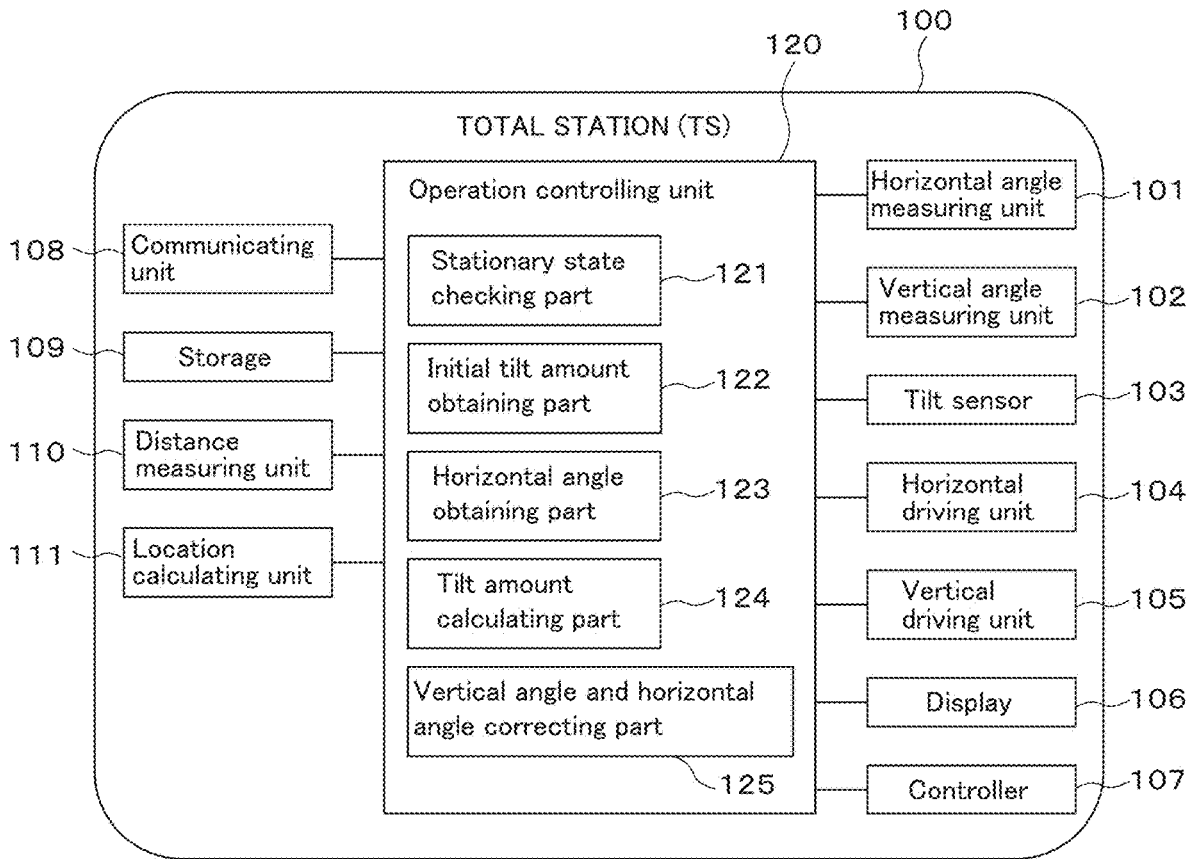 100
120
TOTAL STATION (TS)
Operation controlling unit
Stationary state
checking part
121
Initial tilt amount
obtaining part
122
Horizontal angle
obtaining part
123
Tilt amount
calculating part
124
Vertical angle and horizontal
angle correcting part
125
108
Communicating
unit
109
Storage
110
Distance
measuring unit
111
Location
calculating unit
Horizontal angle
measuring unit
101
Vertical angle
measuring unit
102
Tilt sensor
103
Horizontal
driving unit
104
Vertical
driving unit
105
Display
106
Controller
107